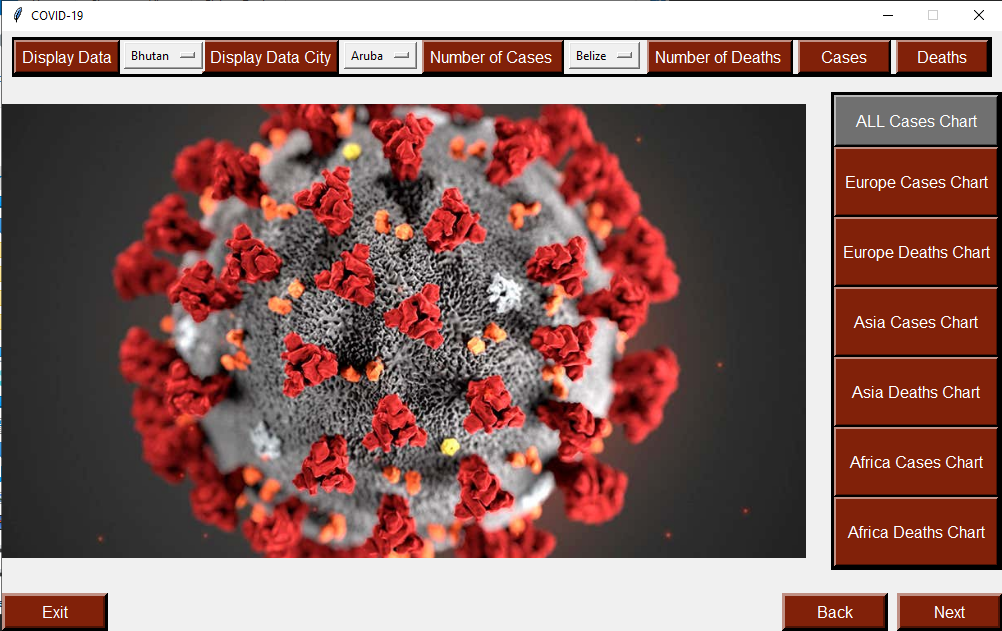 COVID-19
Display Data
Bhutan
Display Data City
Aruba
Number of Cases
Belize
Number of Deaths
Cases
Deaths
ALL Cases Chart
Europe Cases Chart
Europe Deaths Chart
Asia Cases Chart
Asia Deaths Chart
Africa Cases Chart
Africa Deaths Chart
Exit
Back
Next